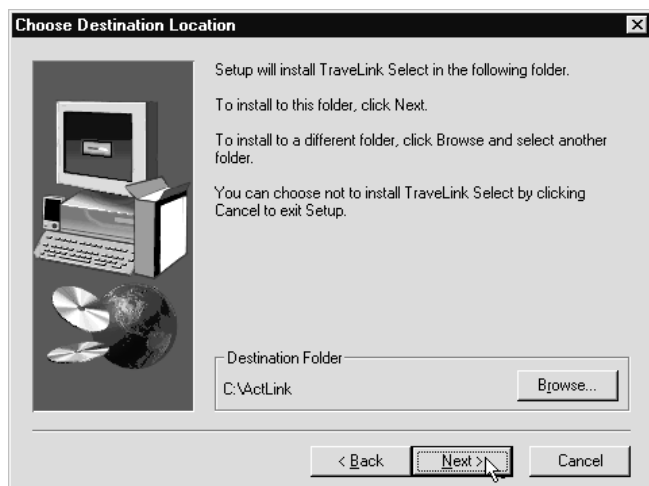 Choose Destination Location
Setup will install TraveLink Select in the following folder.
To install to this folder, click Next.
To install to a different folder, click Browse and select another
folder.
You can choose not to install TraveLink Select by clicking
Cancel to exit Setup.
Destination Folder
C:\ActLink
Browse...
< Back
Next >
Cancel